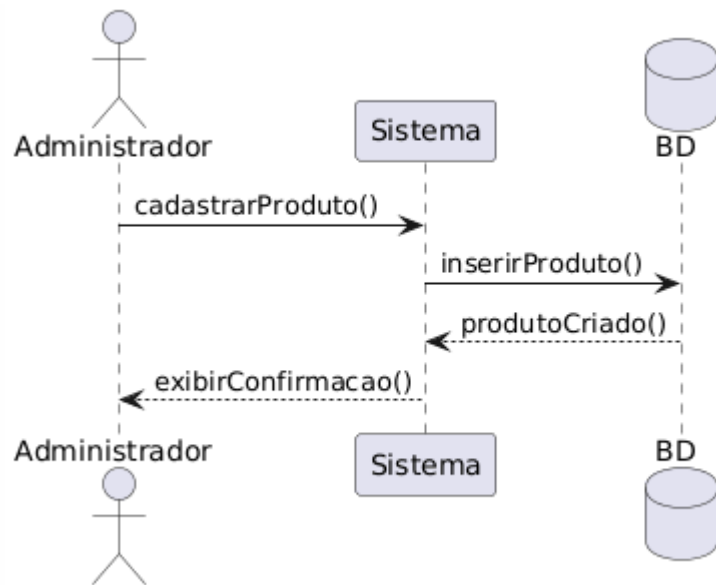 Administrador
Sistema
BD
cadastrarProduto()
inserirProduto()
produtoCriado()
exibirConfirmacao()
Administrador
Sistema
BD